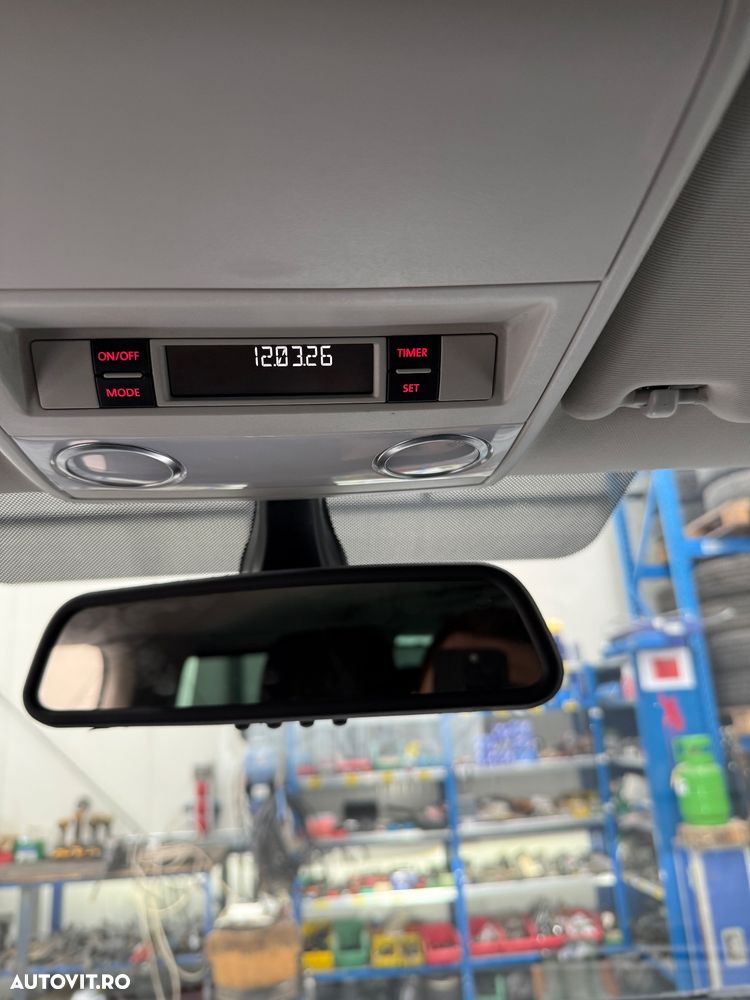 12.03.26
ON/OFF
TIMER
MODE
SET
AUTOVIT.RO